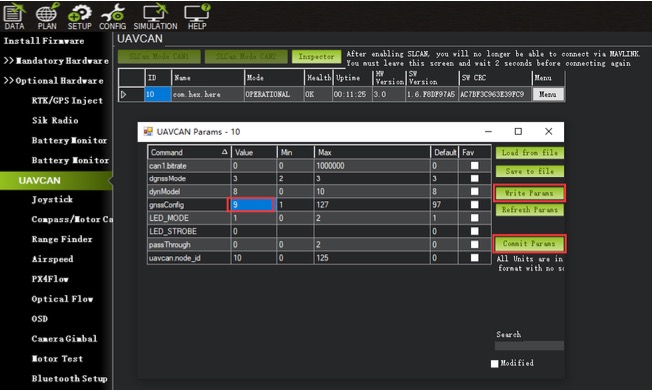 DATA PLAN SETUP CONFIG SIMULATION HELP
Install Firmware
>> Mandatory Hardware
>> Optional Hardware
RTK/GPS Inject
Sik Radio
Battery Monitor
Battery Monitor
UAVCAN
Joystick
Compass/Motor Ca
Range Finder
Airspeed
PX4Flow
Optical Flow
OSD
Camera Gimbal
Motor Test
Bluetooth Setup
UAVCAN
SLCan Mode CAN1 SLCan Mode CAN2 Inspector
After enabling SLCAN, you will no longer be able to connect via MAVLINK.
You must leave this screen and wait 2 seconds before connecting again
ID Name Mode Health Uptime HW Version SW Version SW CRC Menu
10 com.hex.here OPERATIONAL OK 00:11:25 3.0 1.6.F8DF97A5 AC7BF3C963E39FC9 Menu
UAVCAN Params - 10
Command Value Min Max Default Fav
can1.bitrate 0 0 1000000 0
dgnssMode 3 2 3 3
dynModel 8 0 10 8
gnssConfig 9 1 127 97
LED_MODE 1 0 2 1
LED_STROBE 0 0
passThrough 0 0 2 0
uavcan.node_id 10 0 125 0
Load from file
Save to file
Write Params
Refresh Params
Commit Params
All Units are in
format with no sc
Search
Modified